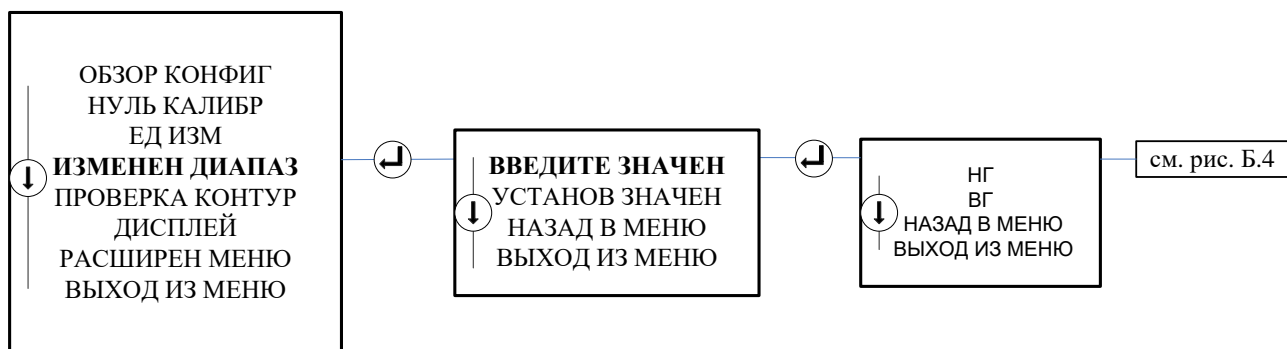 ОБЗОР КОНФИГ
НУЛЬ КАЛИБР
ЕД ИЗМ
ИЗМЕНЕН ДИАПАЗ
ПРОВЕРКА КОНТУР
ДИСПЛЕЙ
РАСШИРЕН МЕНЮ
ВЫХОД ИЗ МЕНЮ
ВВЕДИТЕ ЗНАЧЕН
УСТАНОВ ЗНАЧЕН
НАЗАД В МЕНЮ
ВЫХОД ИЗ МЕНЮ
НГ
ВГ
НАЗАД В МЕНЮ
ВЫХОД ИЗ МЕНЮ
см. рис. Б.4